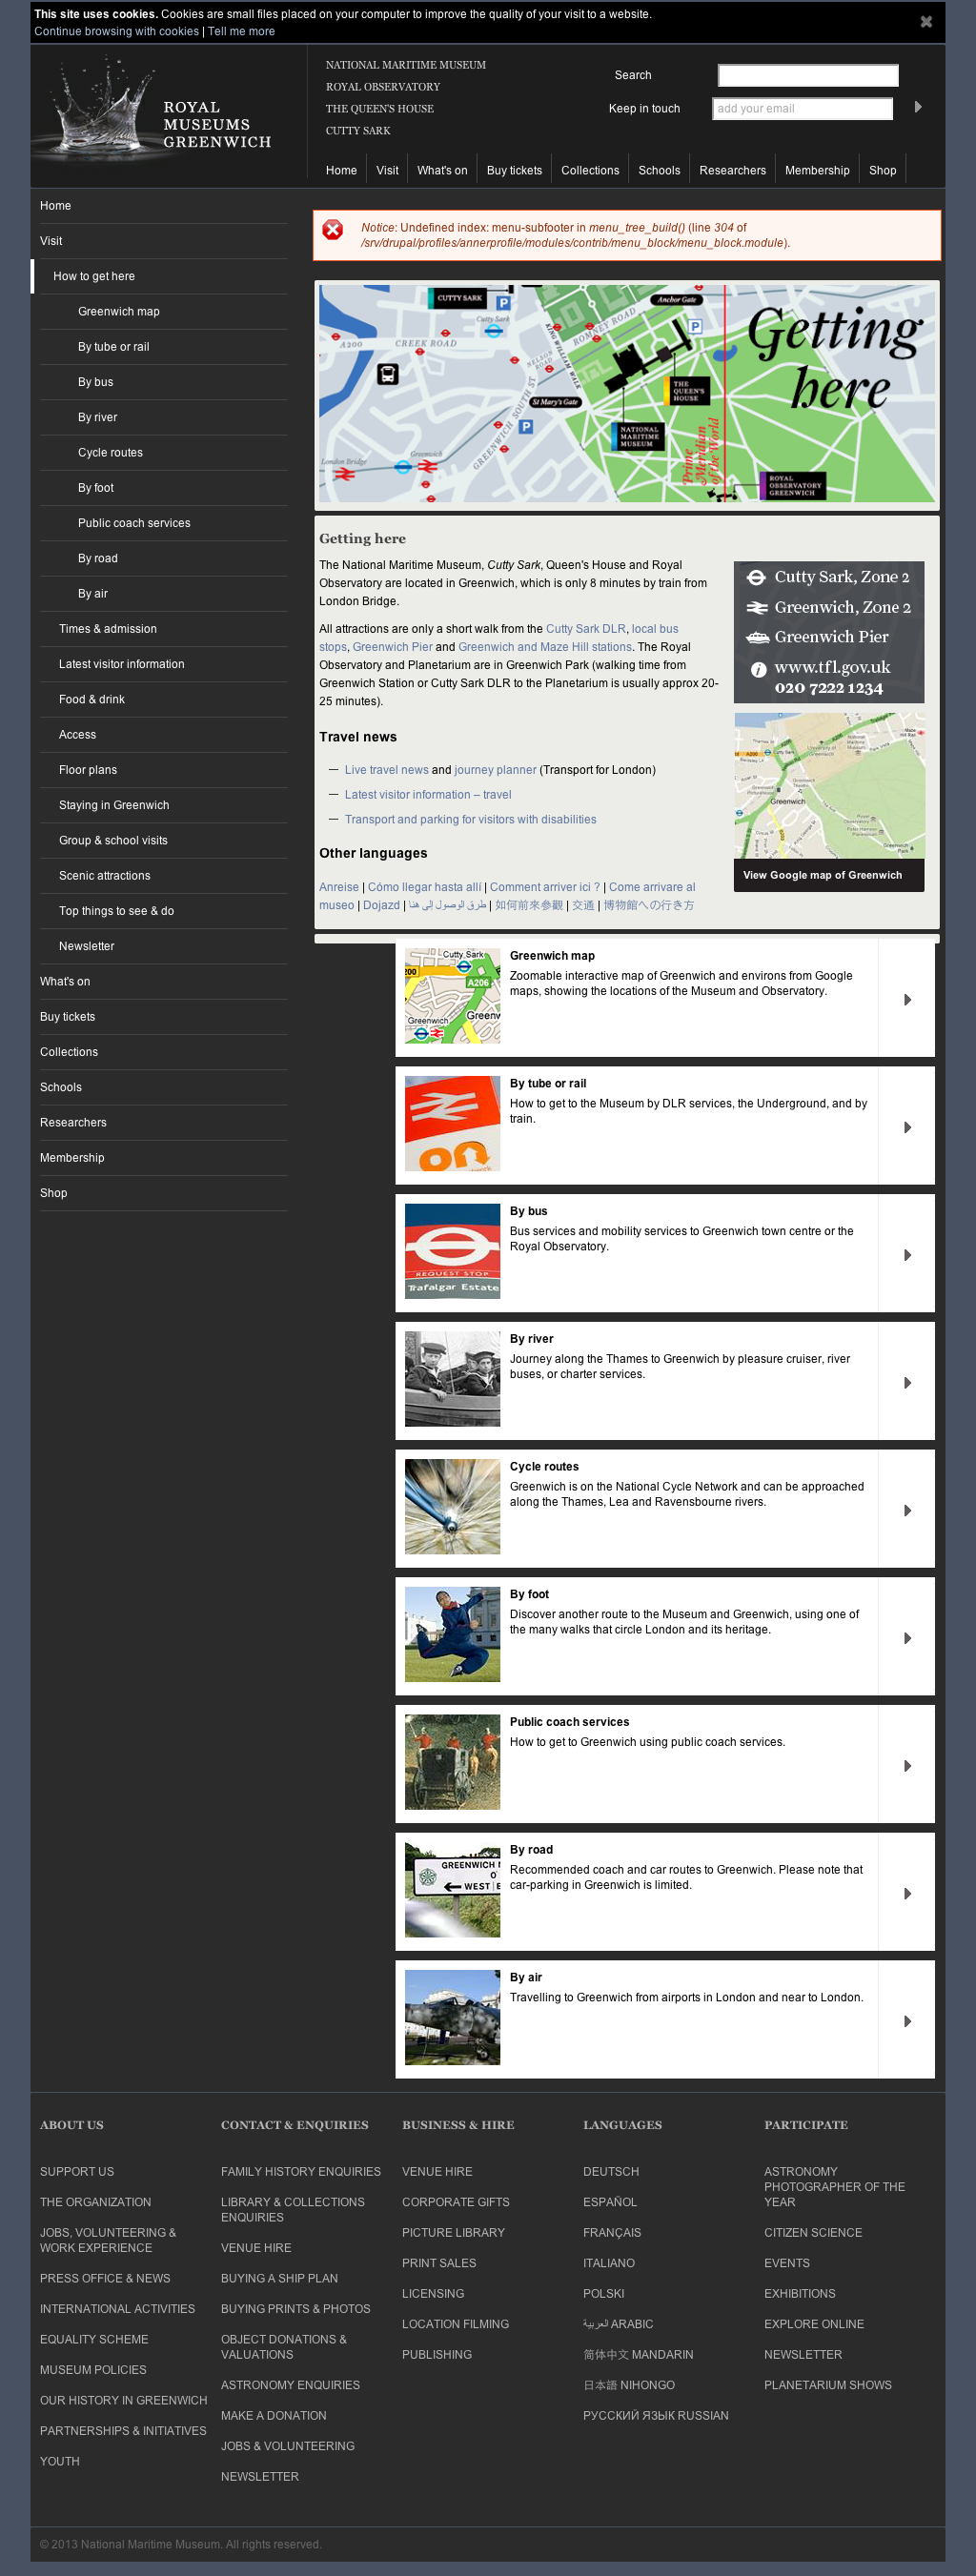 This site uses cookies. Cookies are small files placed on your computer to improve the quality of your visit to a website.
Continue browsing with cookies | Tell me more
ROYAL
MUSEUMS
GREENWICH
NATIONAL MARITIME MUSEUM
ROYAL OBSERVATORY
THE QUEEN'S HOUSE
CUTTY SARK
Search
Keep in touch add your email
Home Visit What's on Buy tickets Collections Schools Researchers Membership Shop
Home
Visit
How to get here
Greenwich map
By tube or rail
By bus
By river
Cycle routes
By foot
Public coach services
By road
By air
Times & admission
Latest visitor information
Food & drink
Access
Floor plans
Staying in Greenwich
Group & school visits
Scenic attractions
Top things to see & do
Newsletter
What's on
Buy tickets
Collections
Schools
Researchers
Membership
Shop
Notice: Undefined index: menu-subfooter in menu_tree_build() (line 304 of
/srv/drupal/profiles/annerprofile/modules/contrib/menu_block/menu_block.module).
CUTTY SARK
P
Cutty Sark
A200
CREEK ROAD
ROMNEY ROAD
Anchor Gate
P
NELSON ROAD
KING WILLIAM WALK
St Mary's Gate
GREENWICH SOUTH ST
P
London Bridge
Greenwich
THE QUEEN'S HOUSE
NATIONAL MARITIME MUSEUM
Prime Meridian of the World
ROYAL OBSERVATORY GREENWICH
Getting
here
Getting here
The National Maritime Museum, Cutty Sark, Queen's House and Royal
Observatory are located in Greenwich, which is only 8 minutes by train from
London Bridge.
All attractions are only a short walk from the Cutty Sark DLR, local bus
stops, Greenwich Pier and Greenwich and Maze Hill stations. The Royal
Observatory and Planetarium are in Greenwich Park (walking time from
Greenwich Station or Cutty Sark DLR to the Planetarium is usually approx 20-
25 minutes).
Travel news
— Live travel news and journey planner (Transport for London)
— Latest visitor information – travel
— Transport and parking for visitors with disabilities
Other languages
Anreise | Cómo llegar hasta allí | Comment arriver ici ? | Come arrivare al
museo | Dojazd | طرق الوصول إلى هنا | 如何前來參觀 | 交通 | 博物館への行き方
Cutty Sark, Zone 2
Greenwich, Zone 2
Greenwich Pier
i www.tfl.gov.uk
020 7222 1234
Greenwich
View Google map of Greenwich
Cutty Sark
200
A206
Greenwich
Greenw
Greenwich map
Zoomable interactive map of Greenwich and environs from Google
maps, showing the locations of the Museum and Observatory.
on
By tube or rail
How to get to the Museum by DLR services, the Underground, and by
train.
REQUEST STOP
Trafalgar Estate
By bus
Bus services and mobility services to Greenwich town centre or the
Royal Observatory.
By river
Journey along the Thames to Greenwich by pleasure cruiser, river
buses, or charter services.
Cycle routes
Greenwich is on the National Cycle Network and can be approached
along the Thames, Lea and Ravensbourne rivers.
By foot
Discover another route to the Museum and Greenwich, using one of
the many walks that circle London and its heritage.
Public coach services
How to get to Greenwich using public coach services.
GREENWICH
WEST
By road
Recommended coach and car routes to Greenwich. Please note that
car-parking in Greenwich is limited.
By air
Travelling to Greenwich from airports in London and near to London.
ABOUT US
SUPPORT US
THE ORGANIZATION
JOBS, VOLUNTEERING &
WORK EXPERIENCE
PRESS OFFICE & NEWS
INTERNATIONAL ACTIVITIES
EQUALITY SCHEME
MUSEUM POLICIES
OUR HISTORY IN GREENWICH
PARTNERSHIPS & INITIATIVES
YOUTH
CONTACT & ENQUIRIES
FAMILY HISTORY ENQUIRIES
LIBRARY & COLLECTIONS
ENQUIRIES
VENUE HIRE
BUYING A SHIP PLAN
BUYING PRINTS & PHOTOS
OBJECT DONATIONS &
VALUATIONS
ASTRONOMY ENQUIRIES
MAKE A DONATION
JOBS & VOLUNTEERING
NEWSLETTER
BUSINESS & HIRE
VENUE HIRE
CORPORATE GIFTS
PICTURE LIBRARY
PRINT SALES
LICENSING
LOCATION FILMING
PUBLISHING
LANGUAGES
DEUTSCH
ESPAÑOL
FRANÇAIS
ITALIANO
POLSKI
العربية ARABIC
简体中文 MANDARIN
日本語 NIHONGO
РУССКИЙ ЯЗЫК RUSSIAN
PARTICIPATE
ASTRONOMY
PHOTOGRAPHER OF THE
YEAR
CITIZEN SCIENCE
EVENTS
EXHIBITIONS
EXPLORE ONLINE
NEWSLETTER
PLANETARIUM SHOWS
© 2013 National Maritime Museum. All rights reserved.